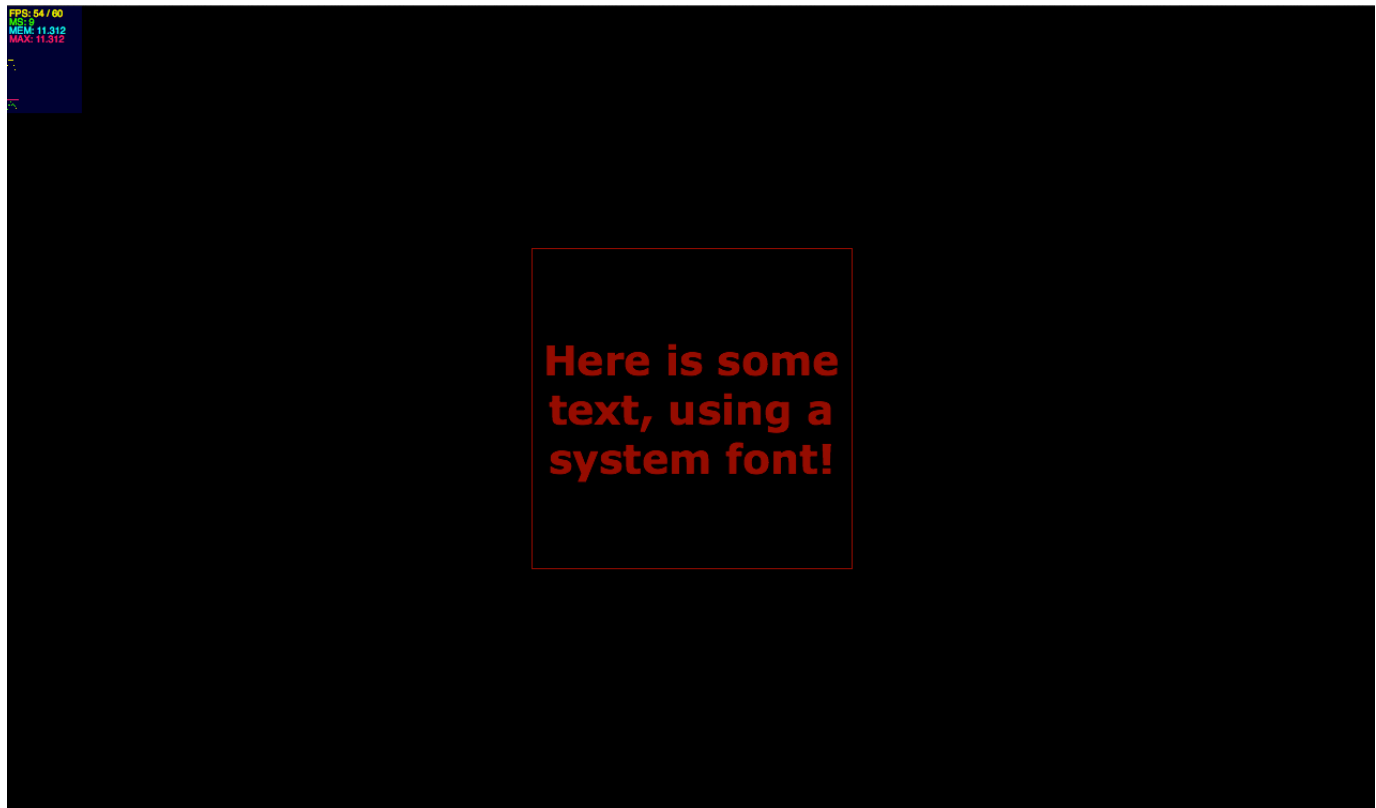 FPS: 54 / 60
MS: 9
MEM: 11.312
MAX: 11.312
Here is some
text, using a
system font!